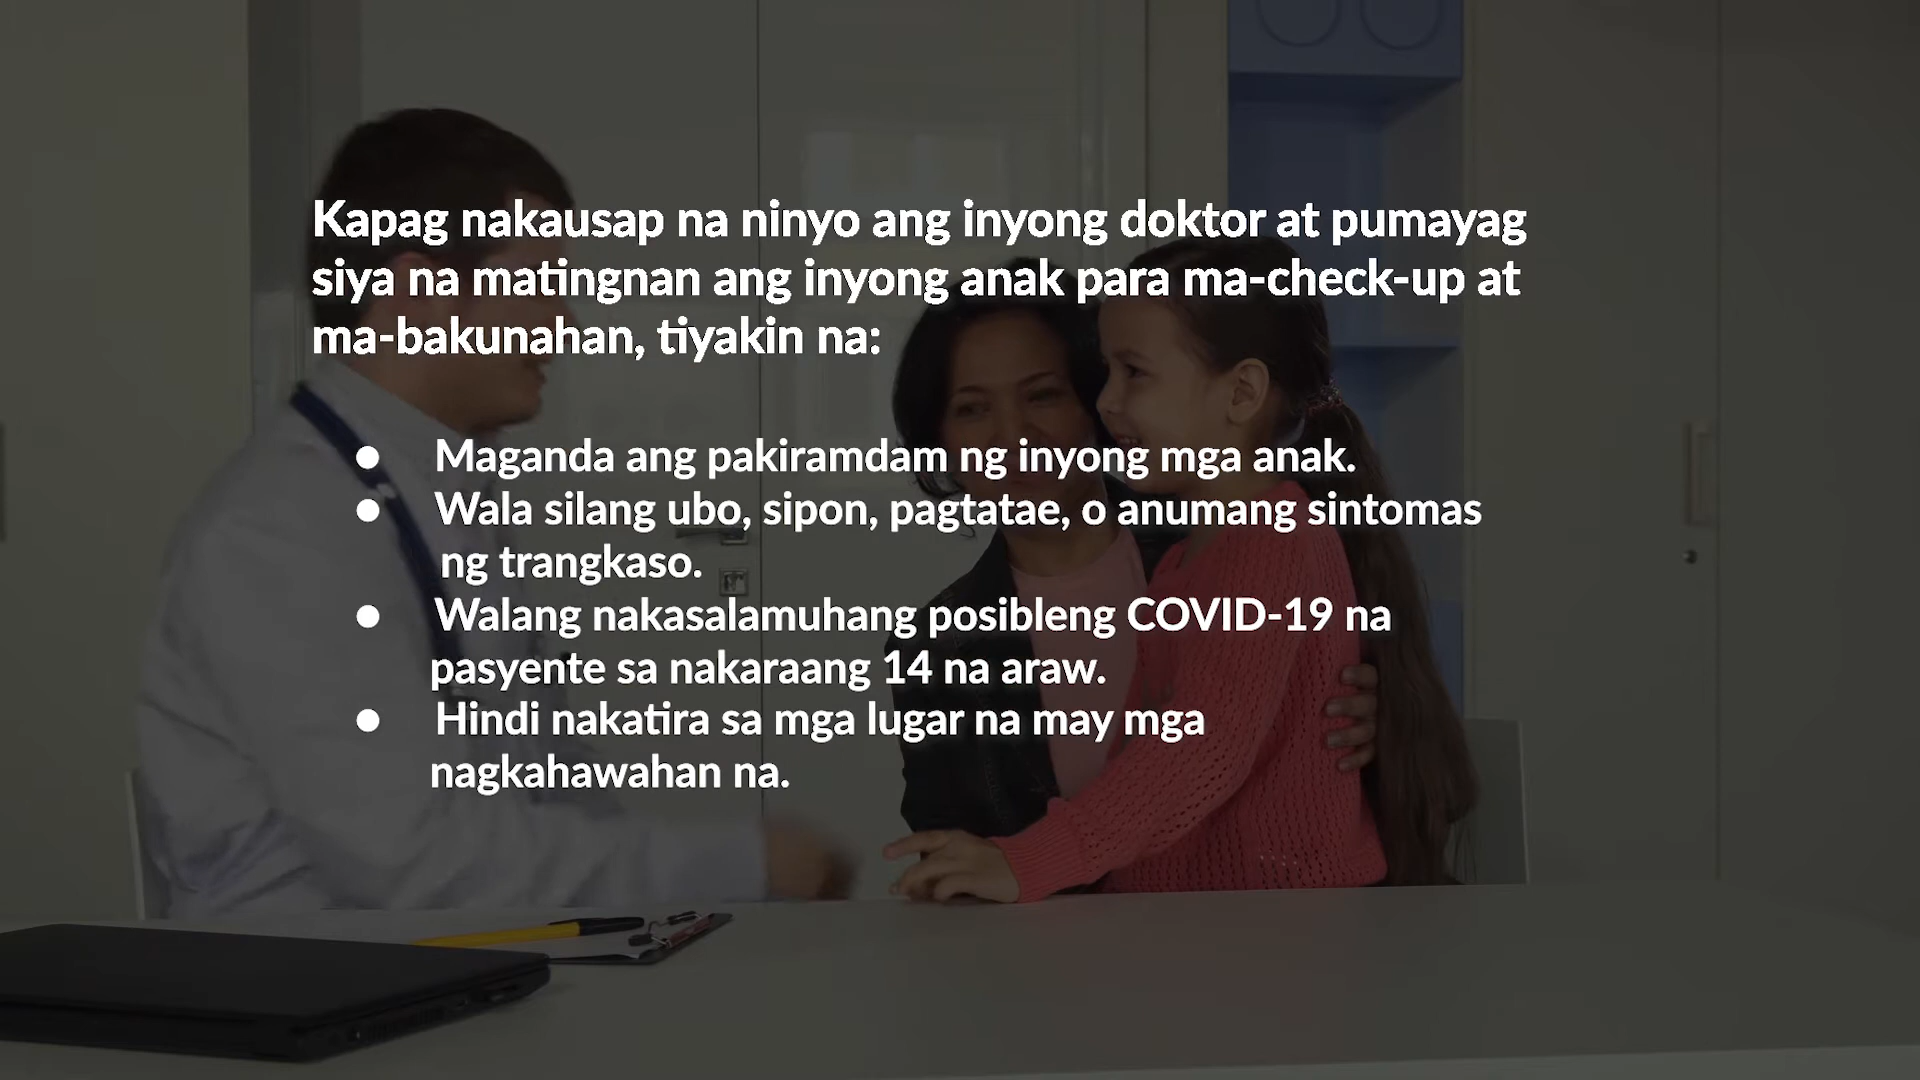 Kapag nakausap na ninyo ang inyong doktor at pumayag
siya na matingnan ang inyong anak para ma-check-up at
ma-bakunahan, tiyakin na:
● Maganda ang pakiramdam ng inyong mga anak.
● Wala silang ubo, sipon, pagtatae, o anumang sintomas
ng trangkaso.
● Walang nakasalamuhang posibleng COVID-19 na
pasyente sa nakaraang 14 na araw.
● Hindi nakatira sa mga lugar na may mga
nagkahawahan na.